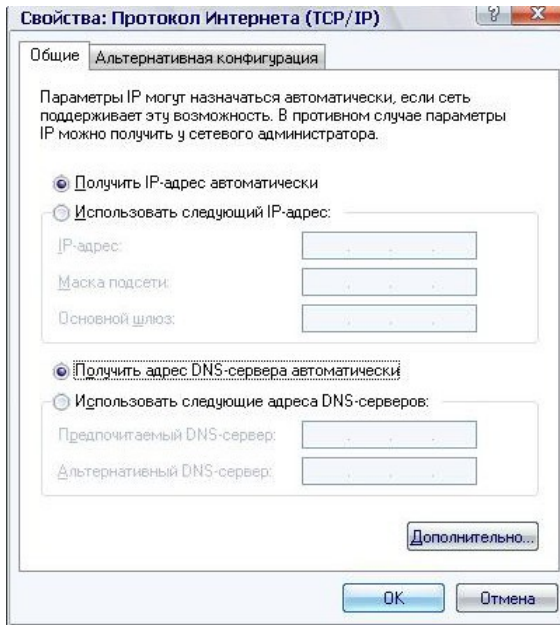 Свойства: Протокол Интернета (TCP/IP)
Общие
Альтернативная конфигурация
Параметры IP могут назначаться автоматически, если сеть
поддерживает эту возможность. В противном случае параметры
IP можно получить у сетевого администратора.
Получить IP-адрес автоматически
Использовать следующий IP-адрес:
IP-адрес:
Маска подсети:
Основной шлюз:
Получить адрес DNS-сервера автоматически
Использовать следующие адреса DNS-серверов:
Предпочитаемый DNS-сервер:
Альтернативный DNS-сервер:
Дополнительно...
OK
Отмена